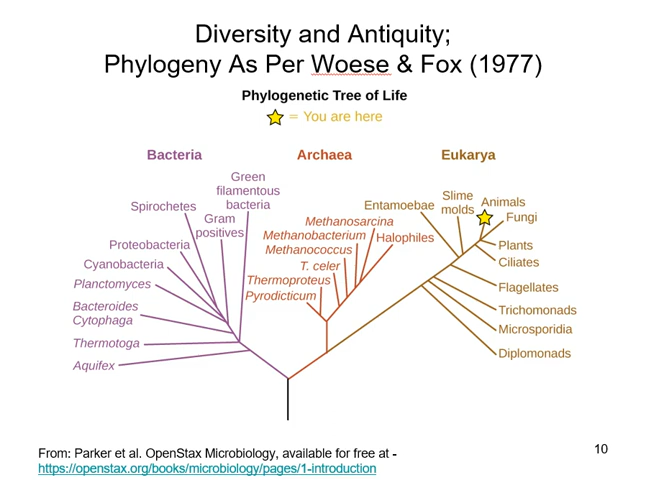 Diversity and Antiquity;
Phylogeny As Per Woese & Fox (1977)
Phylogenetic Tree of Life
= You are here
Bacteria
Archaea
Eukarya
Green
filamentous
bacteria
Spirochetes
Gram
positives
Proteobacteria
Cyanobacteria
Planctomyces
Bacteroides
Cytophaga
Thermotoga
Aquifex
Methanosarcina
Methanobacterium
Halophiles
Methanococcus
T. celer
Thermoproteus
Pyrodicticum
Entamoebae
Slime
molds
Animals
Fungi
Plants
Ciliates
Flagellates
Trichomonads
Microsporidia
Diplomonads
From: Parker et al. OpenStax Microbiology, available for free at -
https://openstax.org/books/microbiology/pages/1-introduction
10